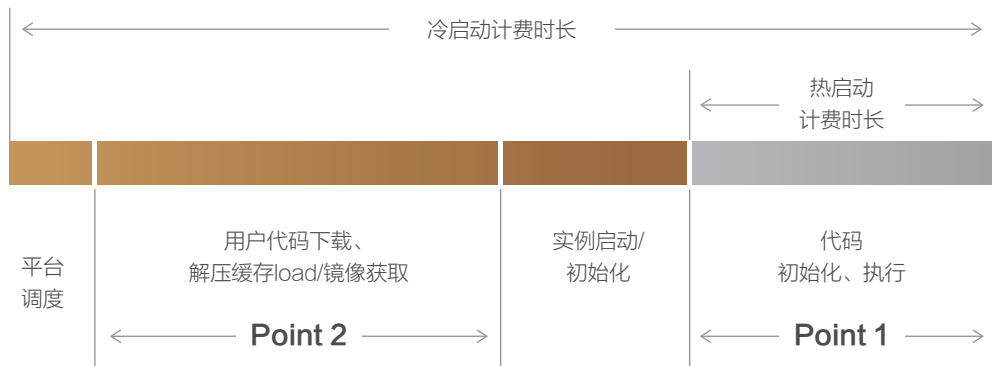 冷启动计费时长
热启动
计费时长
平台
调度
用户代码下载、
解压缓存load/镜像获取
实例启动/
初始化
代码
初始化、执行
Point 2
Point 1